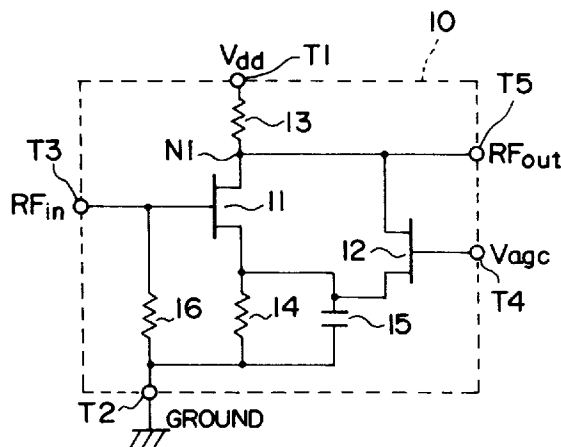 10
Vdd T1
13
T5
T3
N1
RFout
RFin
11
12
Vagc
T4
16
14
15
T2
GROUND